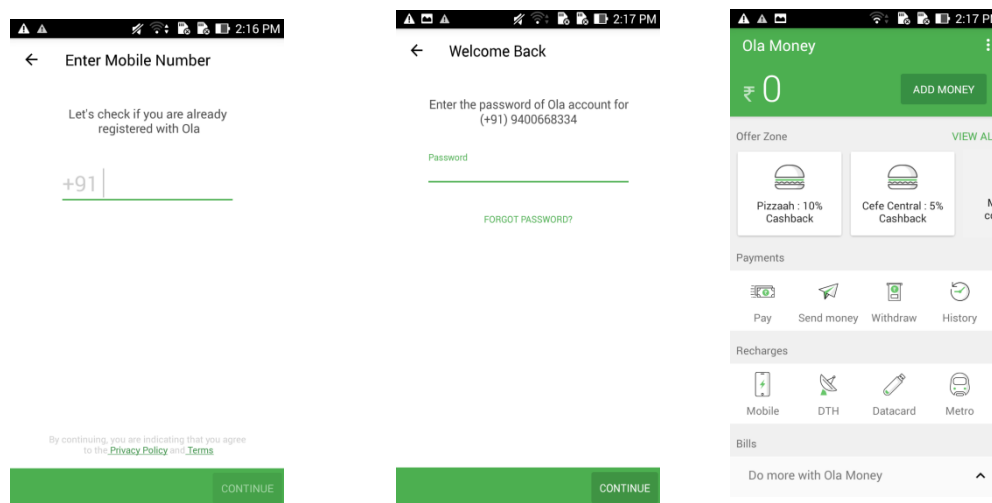 2:16 PM
Enter Mobile Number
Let's check if you are already
registered with Ola
+91
By continuing, you are indicating that you agree
to the Privacy Policy and Terms
CONTINUE
2:17 PM
Welcome Back
Enter the password of Ola account for
(+91) 9400668334
Password
FORGOT PASSWORD?
CONTINUE
2:17 P
Ola Money
₹ 0
ADD MONEY
Offer Zone
VIEW AL
Pizzaah : 10%
Cashback
Cefe Central : 5%
Cashback
Payments
Pay Send money Withdraw History
Recharges
Mobile DTH Datacard Metro
Bills
Do more with Ola Money